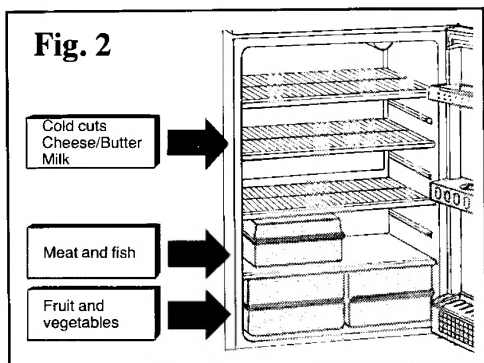 Fig. 2
Cold cuts
Cheese/Butter
Milk
Meat and fish
Fruit and
vegetables